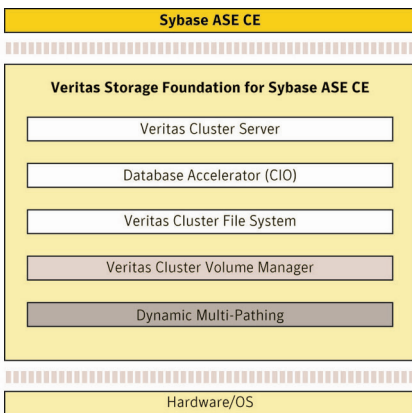 Sybase ASE CE
Veritas Storage Foundation for Sybase ASE CE
Veritas Cluster Server
Database Accelerator (CIO)
Veritas Cluster File System
Veritas Cluster Volume Manager
Dynamic Multi-Pathing
Hardware/OS